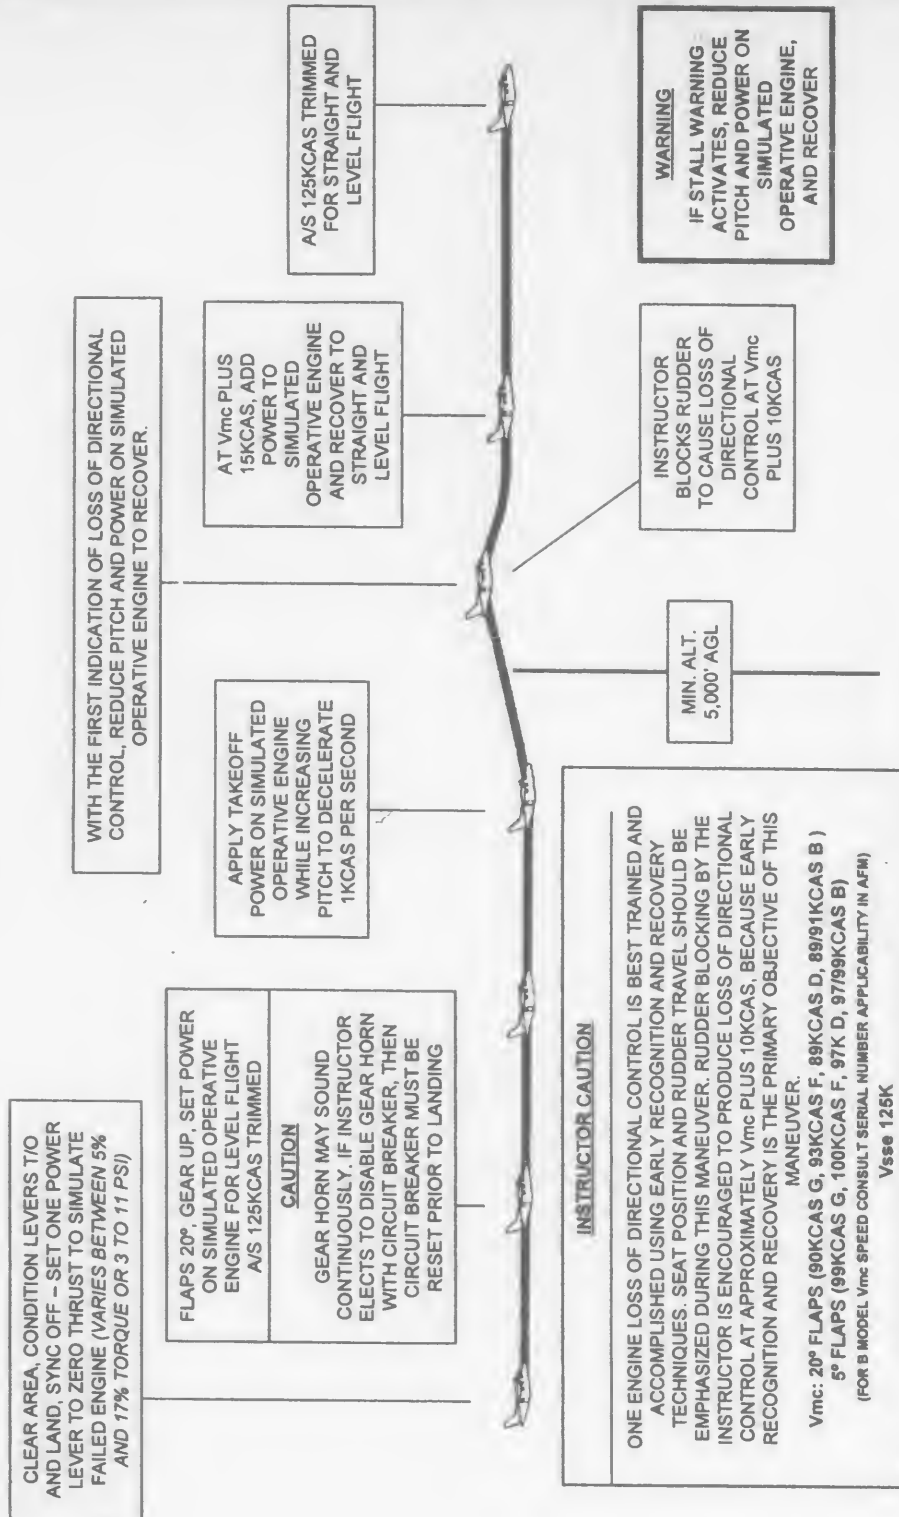 CLEAR AREA, CONDITION LEVERS T/O
AND LAND, SYNC OFF – SET ONE POWER
LEVER TO ZERO THRUST TO SIMULATE
FAILED ENGINE (VARIES BETWEEN 5%
AND 17% TORQUE OR 3 TO 11 PSI)
FLAPS 20º, GEAR UP, SET POWER
ON SIMULATED OPERATIVE
ENGINE FOR LEVEL FLIGHT
A/S 125KCAS TRIMMED
CAUTION
GEAR HORN MAY SOUND
CONTINUOUSLY. IF INSTRUCTOR
ELECTS TO DISABLE GEAR HORN
WITH CIRCUIT BREAKER, THEN
CIRCUIT BREAKER MUST BE
RESET PRIOR TO LANDING
APPLY TAKEOFF
POWER ON SIMULATED
OPERATIVE ENGINE
WHILE INCREASING
PITCH TO DECELERATE
1KCAS PER SECOND
WITH THE FIRST INDICATION OF LOSS OF DIRECTIONAL
CONTROL, REDUCE PITCH AND POWER ON SIMULATED
OPERATIVE ENGINE TO RECOVER.
AT Vmc PLUS
15KCAS, ADD
POWER TO
SIMULATED
OPERATIVE ENGINE
AND RECOVER TO
STRAIGHT AND
LEVEL FLIGHT
A/S 125KCAS TRIMMED
FOR STRAIGHT AND
LEVEL FLIGHT
INSTRUCTOR CAUTION
ONE ENGINE LOSS OF DIRECTIONAL CONTROL IS BEST TRAINED AND
ACCOMPLISHED USING EARLY RECOGNITION AND RECOVERY
TECHNIQUES. SEAT POSITION AND RUDDER TRAVEL SHOULD BE
EMPHASIZED DURING THIS MANEUVER. RUDDER BLOCKING BY THE
INSTRUCTOR IS ENCOURAGED TO PRODUCE LOSS OF DIRECTIONAL
CONTROL AT APPROXIMATELY Vmc PLUS 10KCAS, BECAUSE EARLY
RECOGNITION AND RECOVERY IS THE PRIMARY OBJECTIVE OF THIS
MANEUVER.
Vmc: 20º FLAPS (90KCAS G, 93KCAS F, 89KCAS D, 89/91KCAS B )
5º FLAPS (99KCAS G, 100KCAS F, 97K D, 97/99KCAS B)
(FOR B MODEL Vmc SPEED CONSULT SERIAL NUMBER APPLICABILITY IN AFM)
Vsse 125K
MIN. ALT.
5,000' AGL
INSTRUCTOR
BLOCKS RUDDER
TO CAUSE LOSS OF
DIRECTIONAL
CONTROL AT Vmc
PLUS 10KCAS
WARNING
IF STALL WARNING
ACTIVATES, REDUCE
PITCH AND POWER ON
SIMULATED
OPERATIVE ENGINE,
AND RECOVER